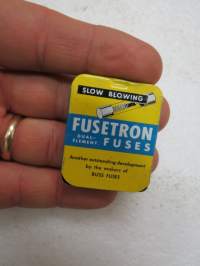 SLOW BLOWING
FUSETRON
DUAL-
ELEMENT
FUSES
Another outstanding development
by the makers of
BUSS FUSES